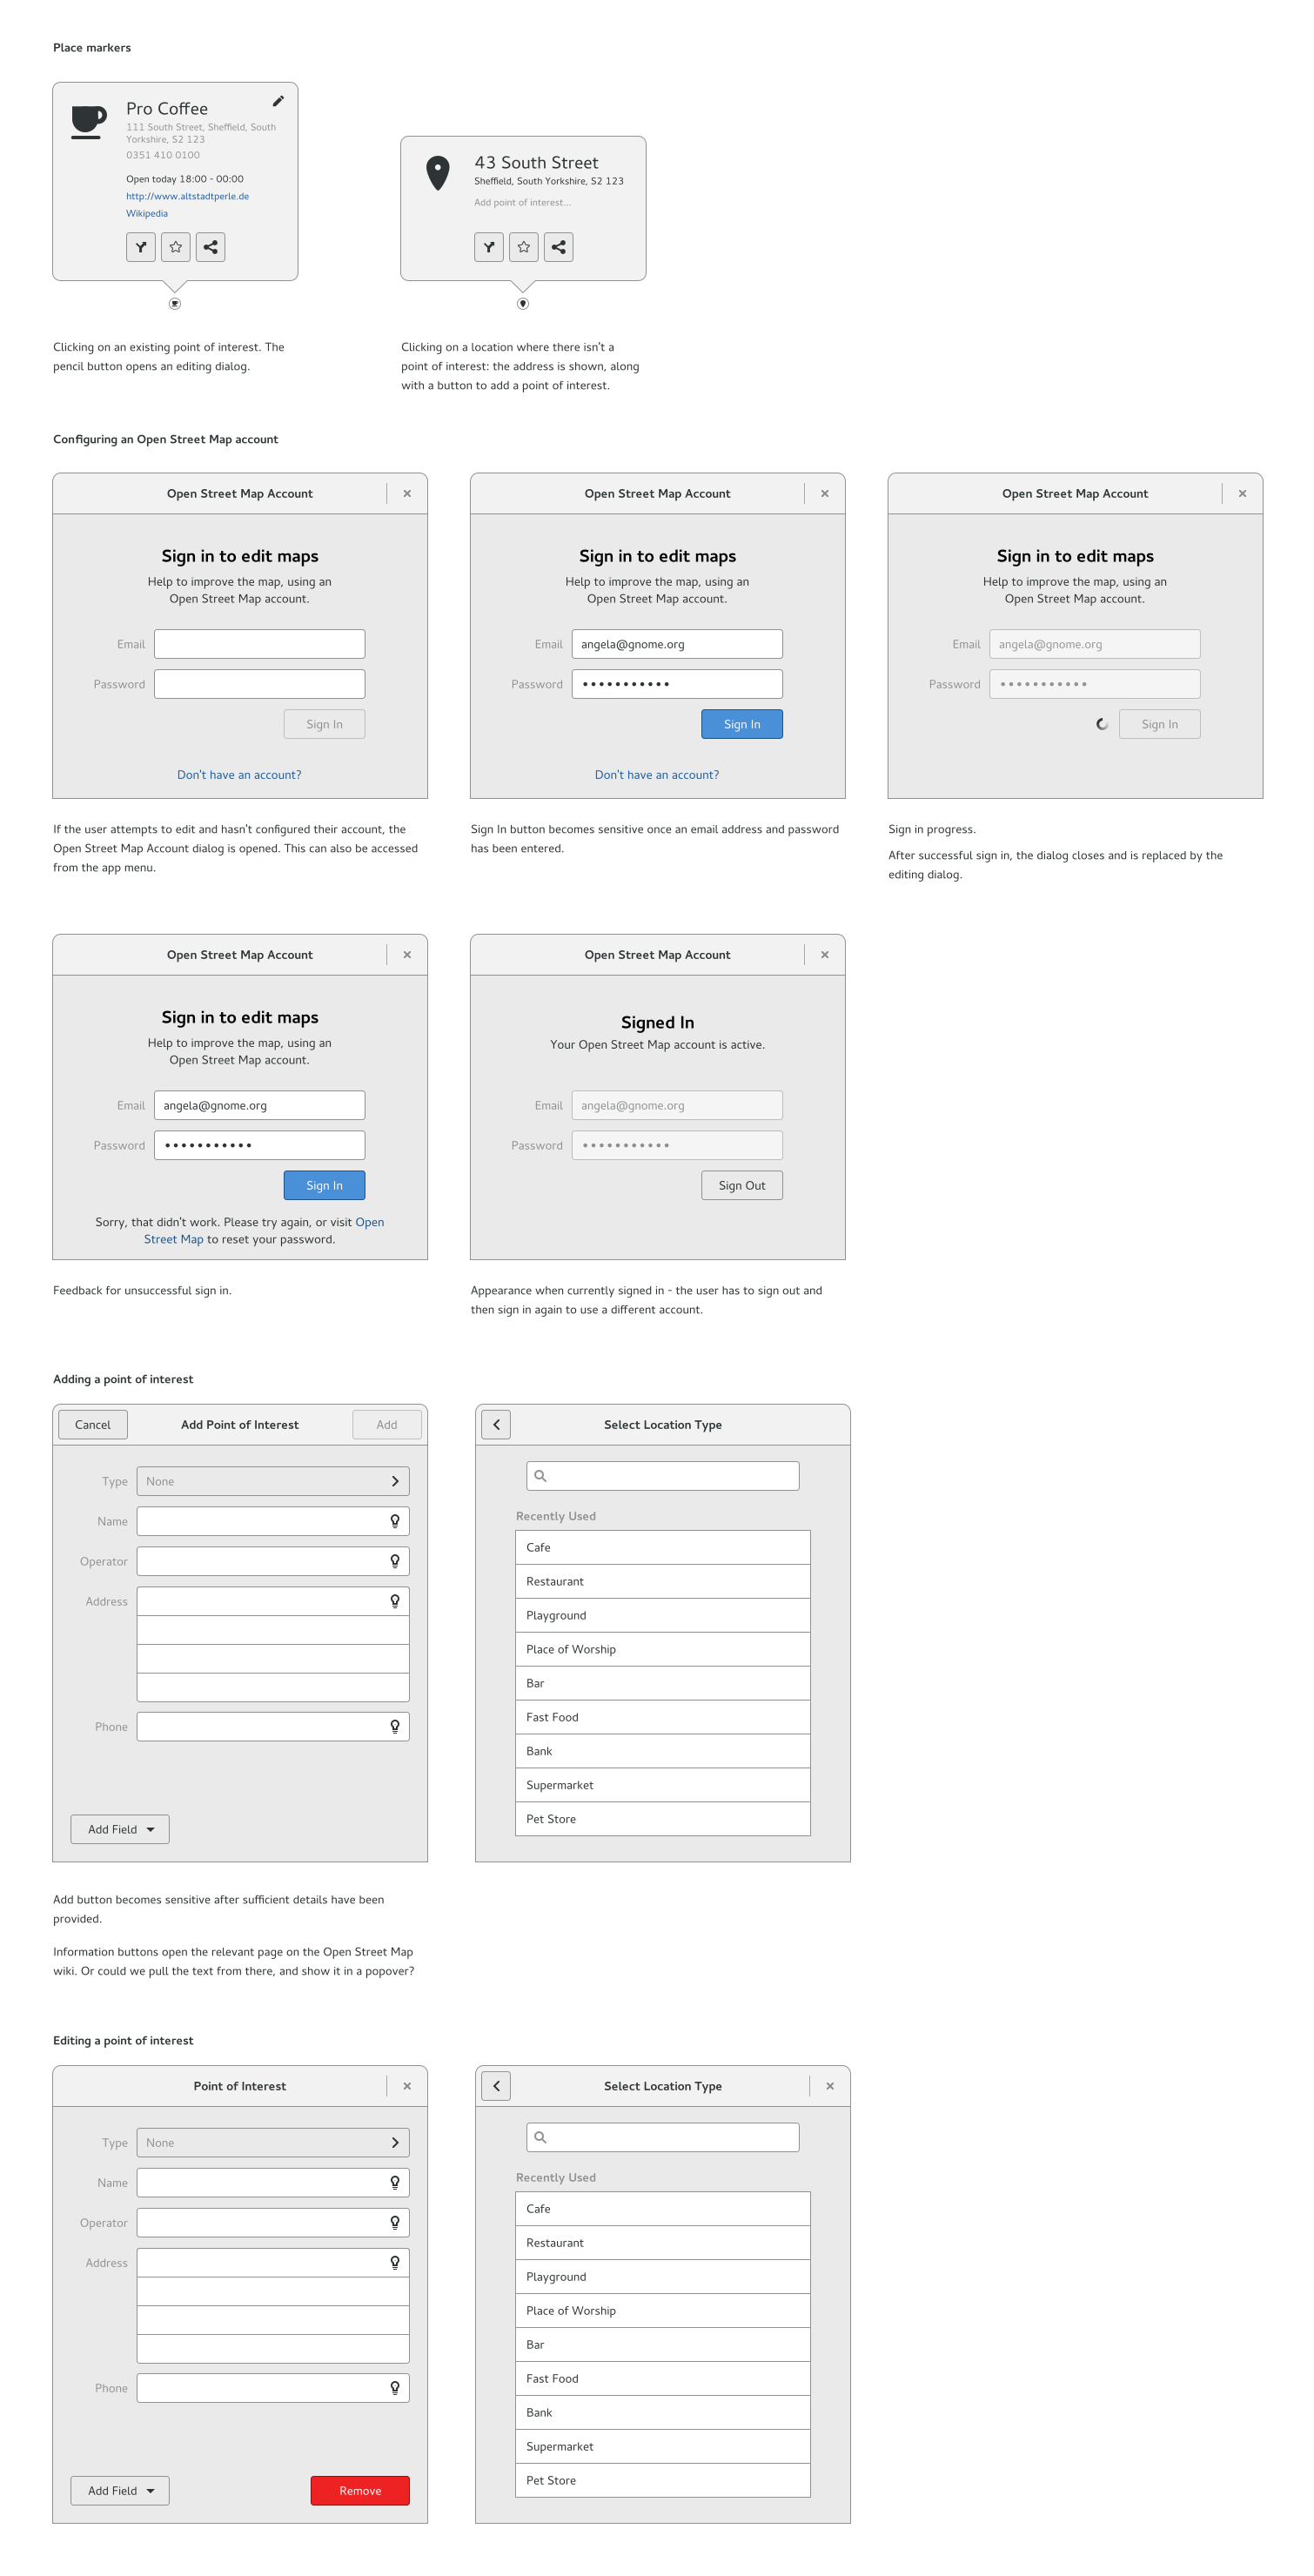 Place markers
Pro Coffee
111 South Street, Sheffield, South
Yorkshire, S2 123
0351 410 0100
Open today 18:00 - 00:00
http://www.altstadtperle.de
Wikipedia
43 South Street
Sheffield, South Yorkshire, S2 123
Add point of interest...
Clicking on an existing point of interest. The
pencil button opens an editing dialog.
Clicking on a location where there isn't a
point of interest: the address is shown, along
with a button to add a point of interest.
Configuring an Open Street Map account
Open Street Map Account
Sign in to edit maps
Help to improve the map, using an
Open Street Map account.
Email
Password
Sign In
Don't have an account?
Open Street Map Account
Sign in to edit maps
Help to improve the map, using an
Open Street Map account.
Email angela@gnome.org
Password
Sign In
Don't have an account?
Open Street Map Account
Sign in to edit maps
Help to improve the map, using an
Open Street Map account.
Email angela@gnome.org
Password
Sign In
If the user attempts to edit and hasn't configured their account, the
Open Street Map Account dialog is opened. This can also be accessed
from the app menu.
Sign In button becomes sensitive once an email address and password
has been entered.
Sign in progress.
After successful sign in, the dialog closes and is replaced by the
editing dialog.
Open Street Map Account
Sign in to edit maps
Help to improve the map, using an
Open Street Map account.
Email angela@gnome.org
Password
Sign In
Sorry, that didn't work. Please try again, or visit Open
Street Map to reset your password.
Open Street Map Account
Signed In
Your Open Street Map account is active.
Email angela@gnome.org
Password
Sign Out
Feedback for unsuccessful sign in.
Appearance when currently signed in - the user has to sign out and
then sign in again to use a different account.
Adding a point of interest
Cancel Add Point of Interest Add
Type None
Name
Operator
Address
Phone
Add Field
Select Location Type
Recently Used
Cafe
Restaurant
Playground
Place of Worship
Bar
Fast Food
Bank
Supermarket
Pet Store
Add button becomes sensitive after sufficient details have been
provided.
Information buttons open the relevant page on the Open Street Map
wiki. Or could we pull the text from there, and show it in a popover?
Editing a point of interest
Point of Interest
Type None
Name
Operator
Address
Phone
Add Field Remove
Select Location Type
Recently Used
Cafe
Restaurant
Playground
Place of Worship
Bar
Fast Food
Bank
Supermarket
Pet Store